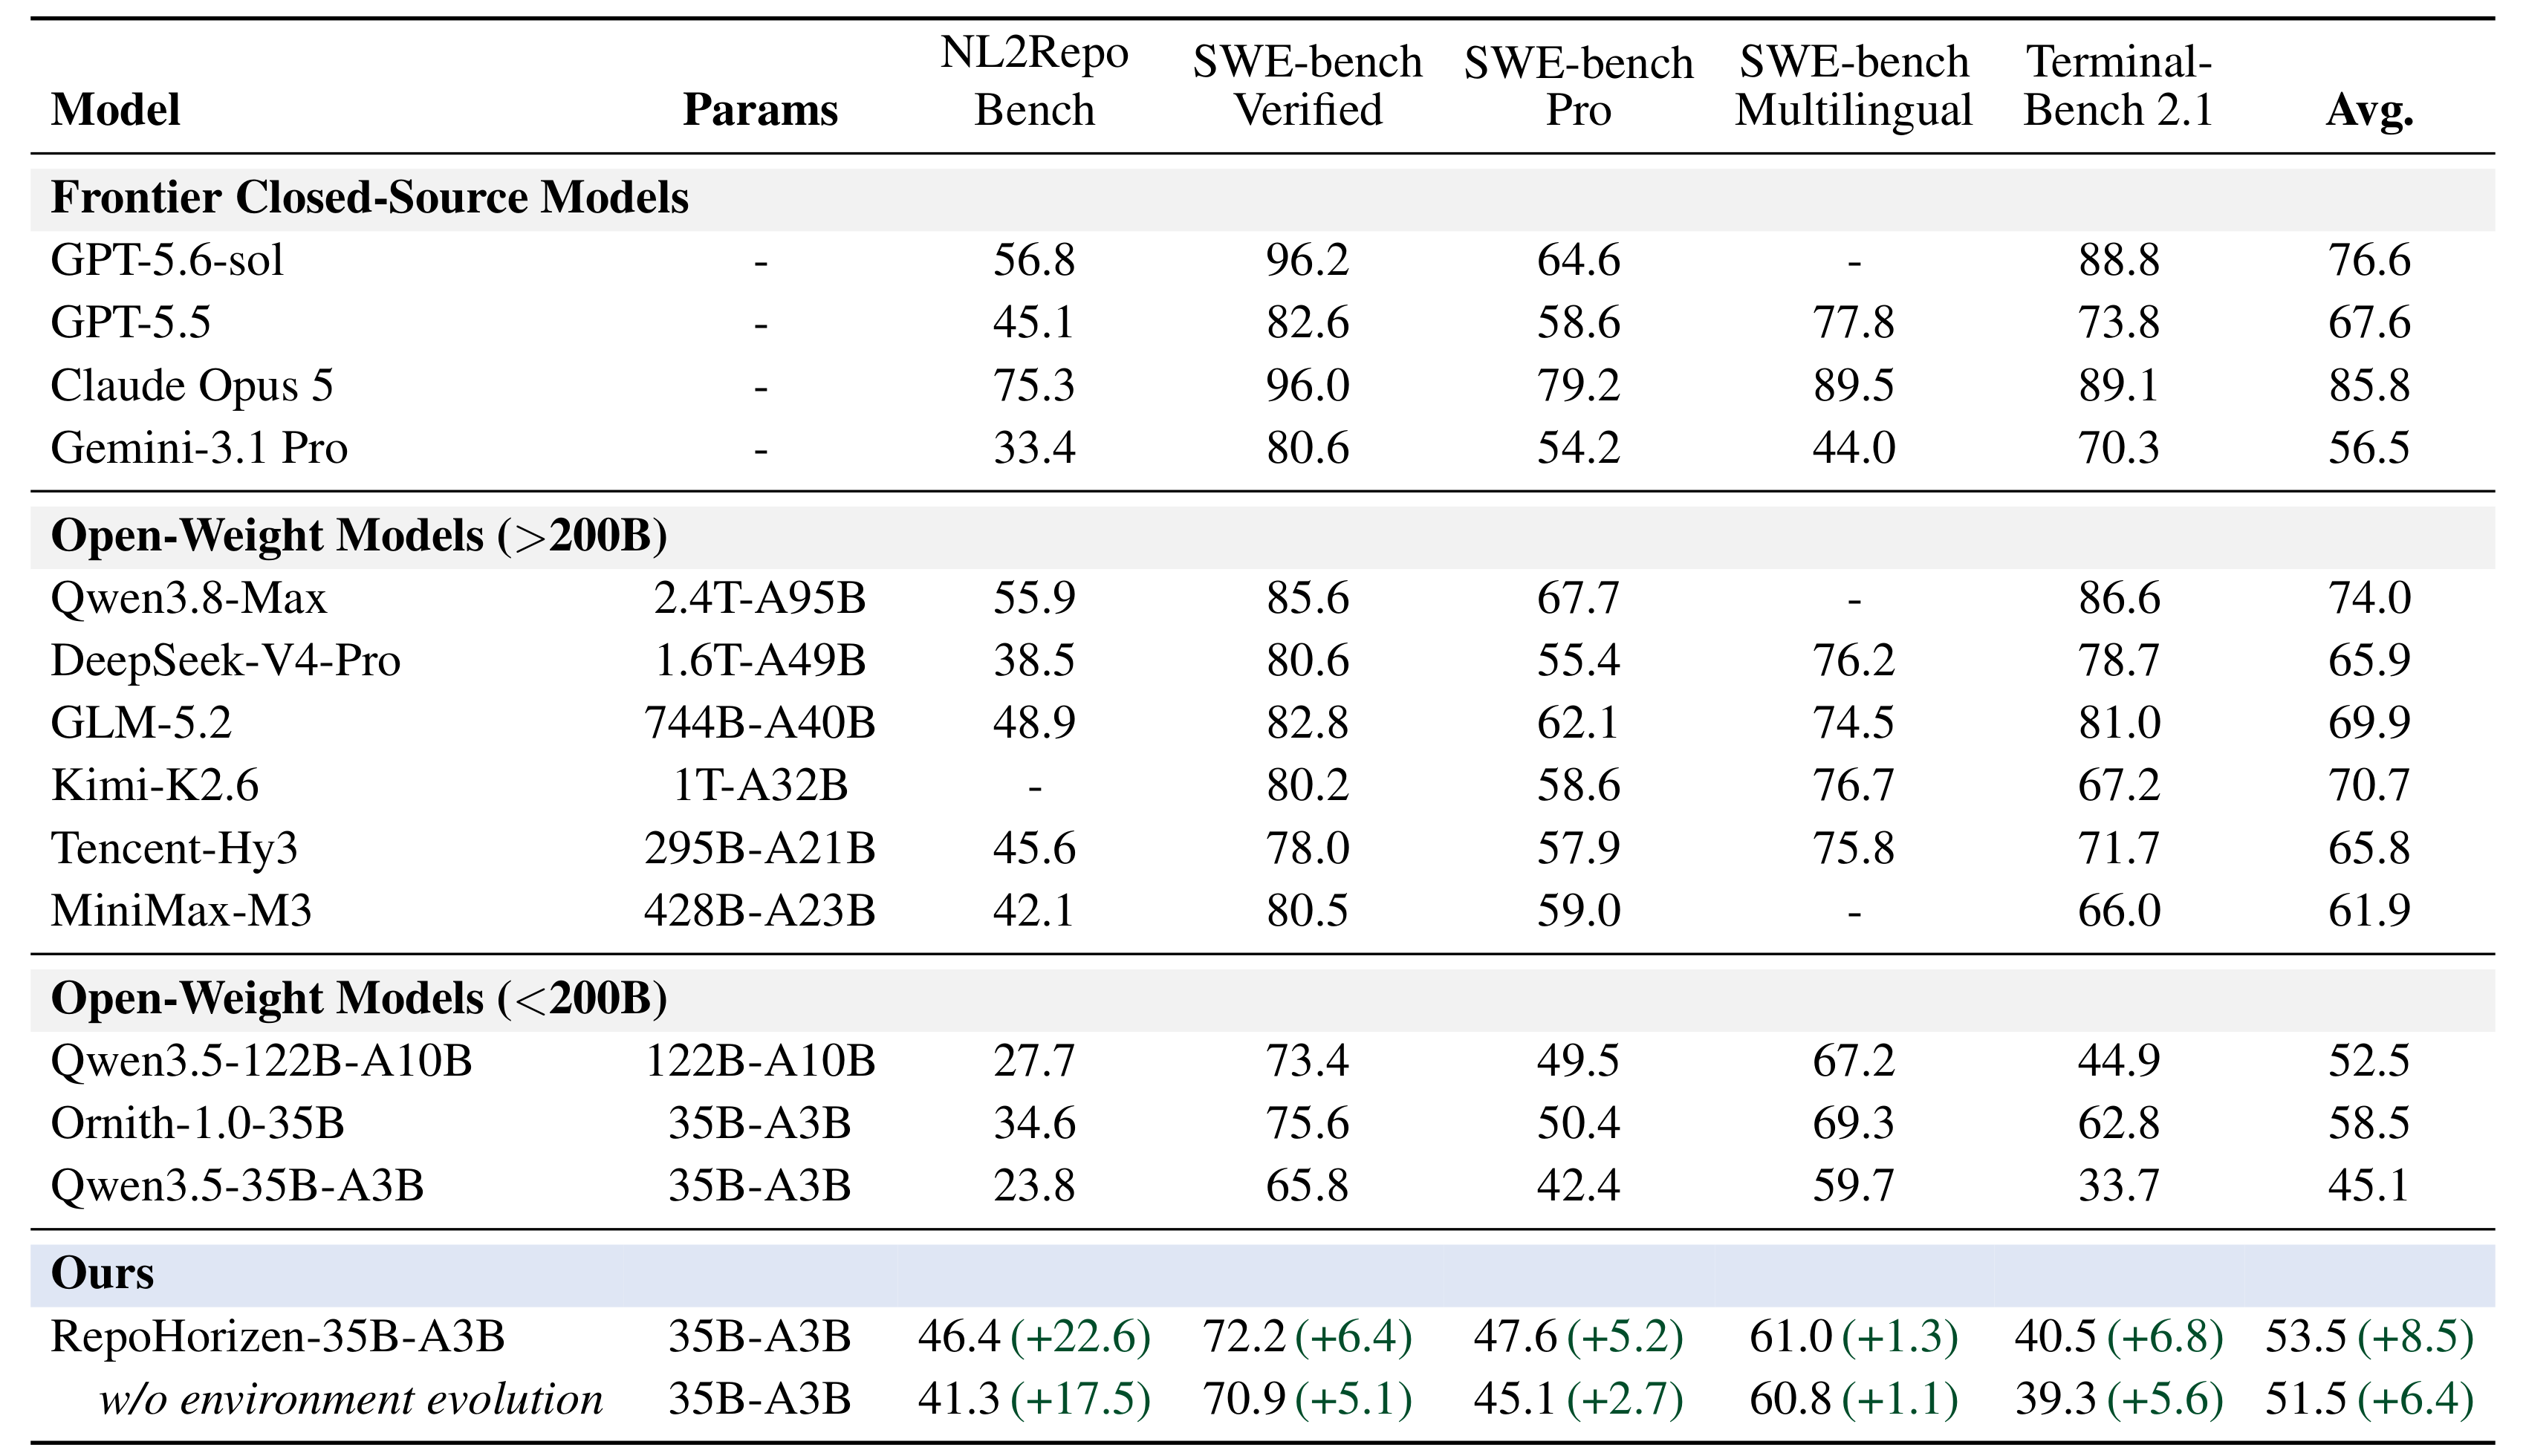 Model Params NL2Repo Bench SWE-bench Verified SWE-bench Pro SWE-bench Multilingual Terminal-Bench 2.1 Avg.
Frontier Closed-Source Models
GPT-5.6-sol - 56.8 96.2 64.6 - 88.8 76.6
GPT-5.5 - 45.1 82.6 58.6 77.8 73.8 67.6
Claude Opus 5 - 75.3 96.0 79.2 89.5 89.1 85.8
Gemini-3.1 Pro - 33.4 80.6 54.2 44.0 70.3 56.5
Open-Weight Models (>200B)
Qwen3.8-Max 2.4T-A95B 55.9 85.6 67.7 - 86.6 74.0
DeepSeek-V4-Pro 1.6T-A49B 38.5 80.6 55.4 76.2 78.7 65.9
GLM-5.2 744B-A40B 48.9 82.8 62.1 74.5 81.0 69.9
Kimi-K2.6 1T-A32B - 80.2 58.6 76.7 67.2 70.7
Tencent-Hy3 295B-A21B 45.6 78.0 57.9 75.8 71.7 65.8
MiniMax-M3 428B-A23B 42.1 80.5 59.0 - 66.0 61.9
Open-Weight Models (<200B)
Qwen3.5-122B-A10B 122B-A10B 27.7 73.4 49.5 67.2 44.9 52.5
Ornith-1.0-35B 35B-A3B 34.6 75.6 50.4 69.3 62.8 58.5
Qwen3.5-35B-A3B 35B-A3B 23.8 65.8 42.4 59.7 33.7 45.1
Ours
RepoHorizen-35B-A3B 35B-A3B 46.4 (+22.6) 72.2 (+6.4) 47.6 (+5.2) 61.0 (+1.3) 40.5 (+6.8) 53.5 (+8.5)
w/o environment evolution 35B-A3B 41.3 (+17.5) 70.9 (+5.1) 45.1 (+2.7) 60.8 (+1.1) 39.3 (+5.6) 51.5 (+6.4)